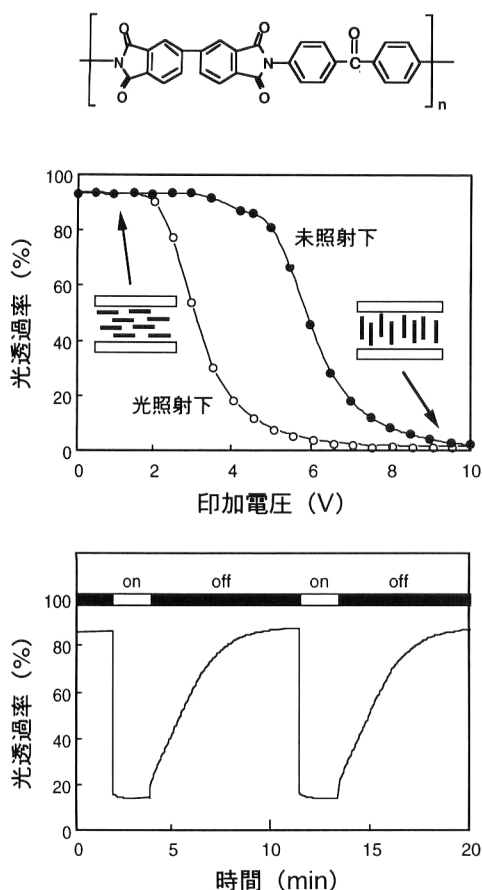 O O O
N N C
O O
n
光透過率 (%)
100
80
60
40
20
0
未照射下
光照射下
0 2 4 6 8 10
印加電圧 (V)
光透過率 (%)
on off on off
100
80
60
40
20
0
0 5 10 15 20
時間 (min)